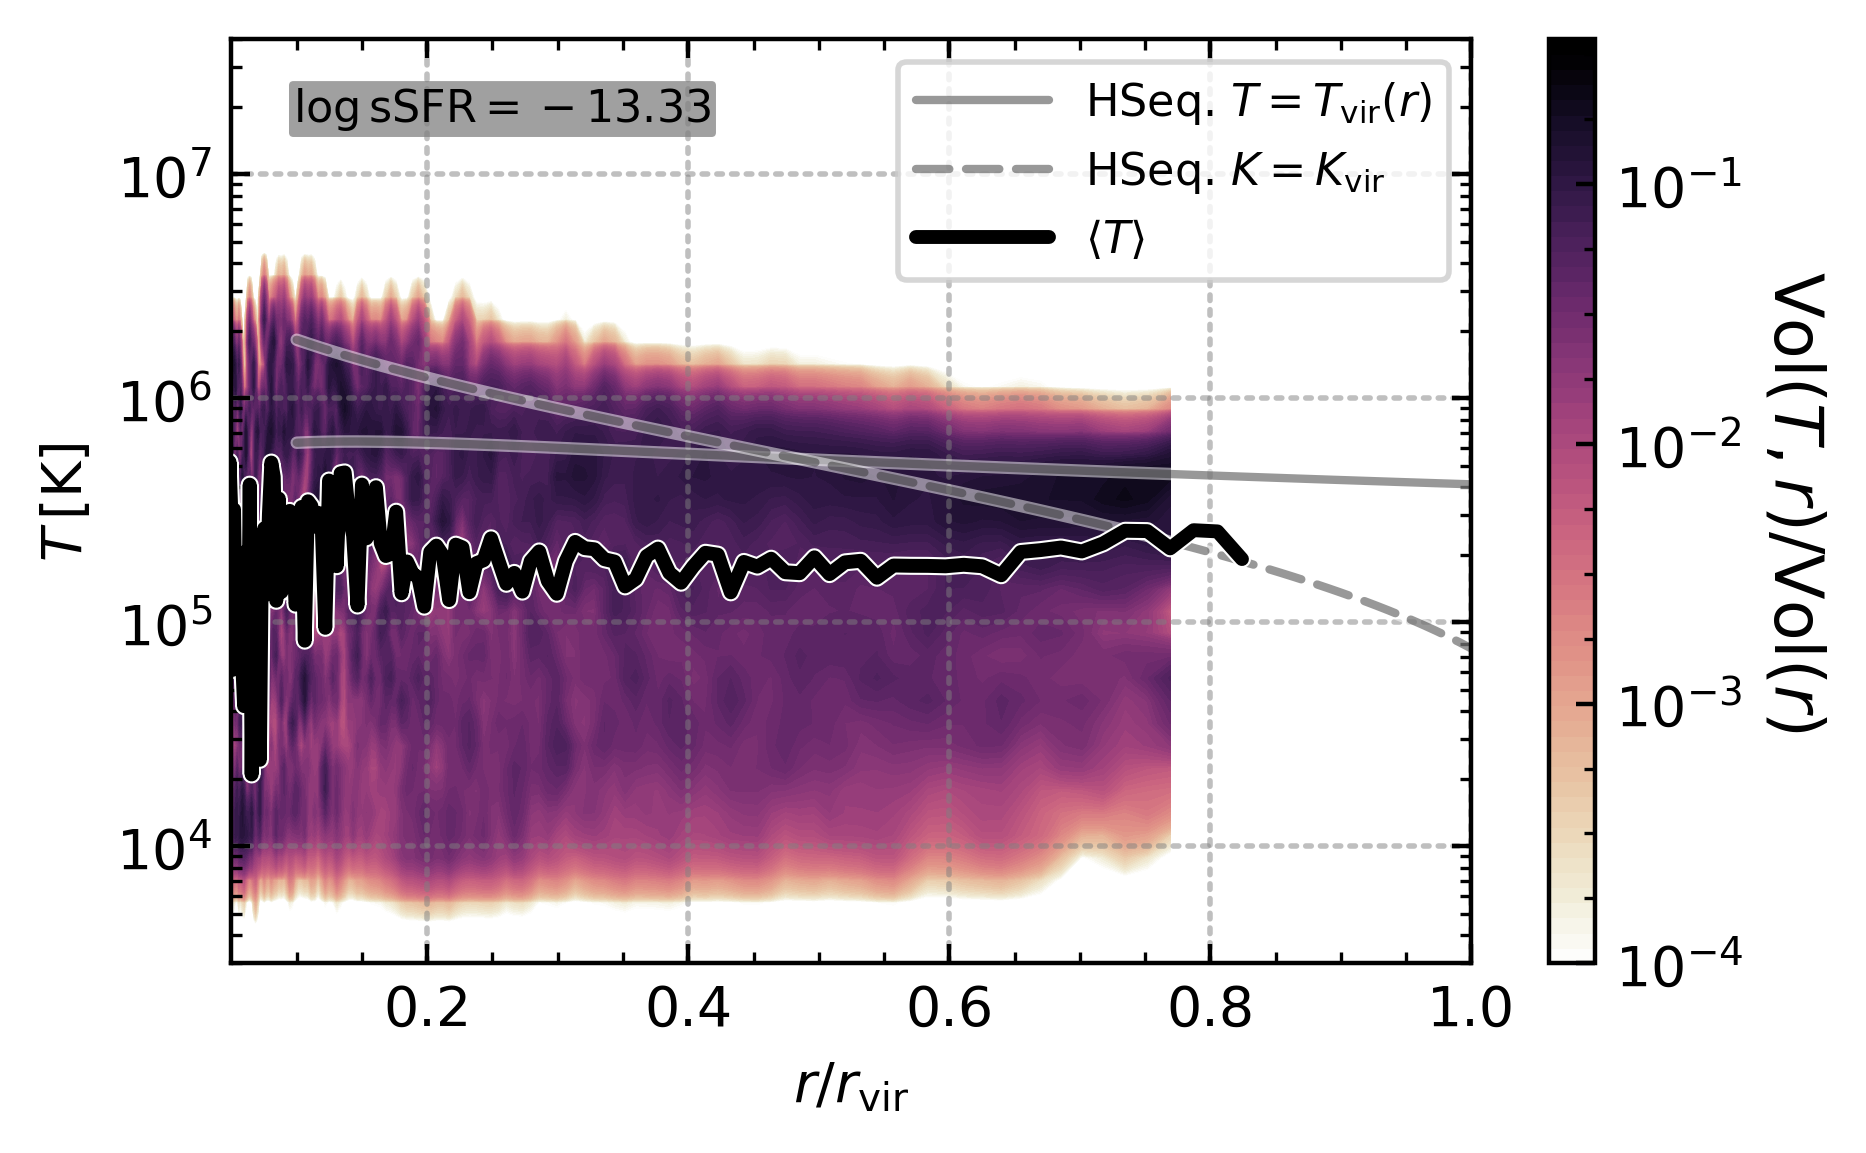 log sSFR = −13.33
HSeq. T = T_vir(r)
HSeq. K = K_vir
⟨T⟩
10^7
10^6
10^5
10^4
T [K]
0.2 0.4 0.6 0.8 1.0
r/r_vir
10^−1
10^−2
10^−3
10^−4
Vol(T, r)/Vol(r)